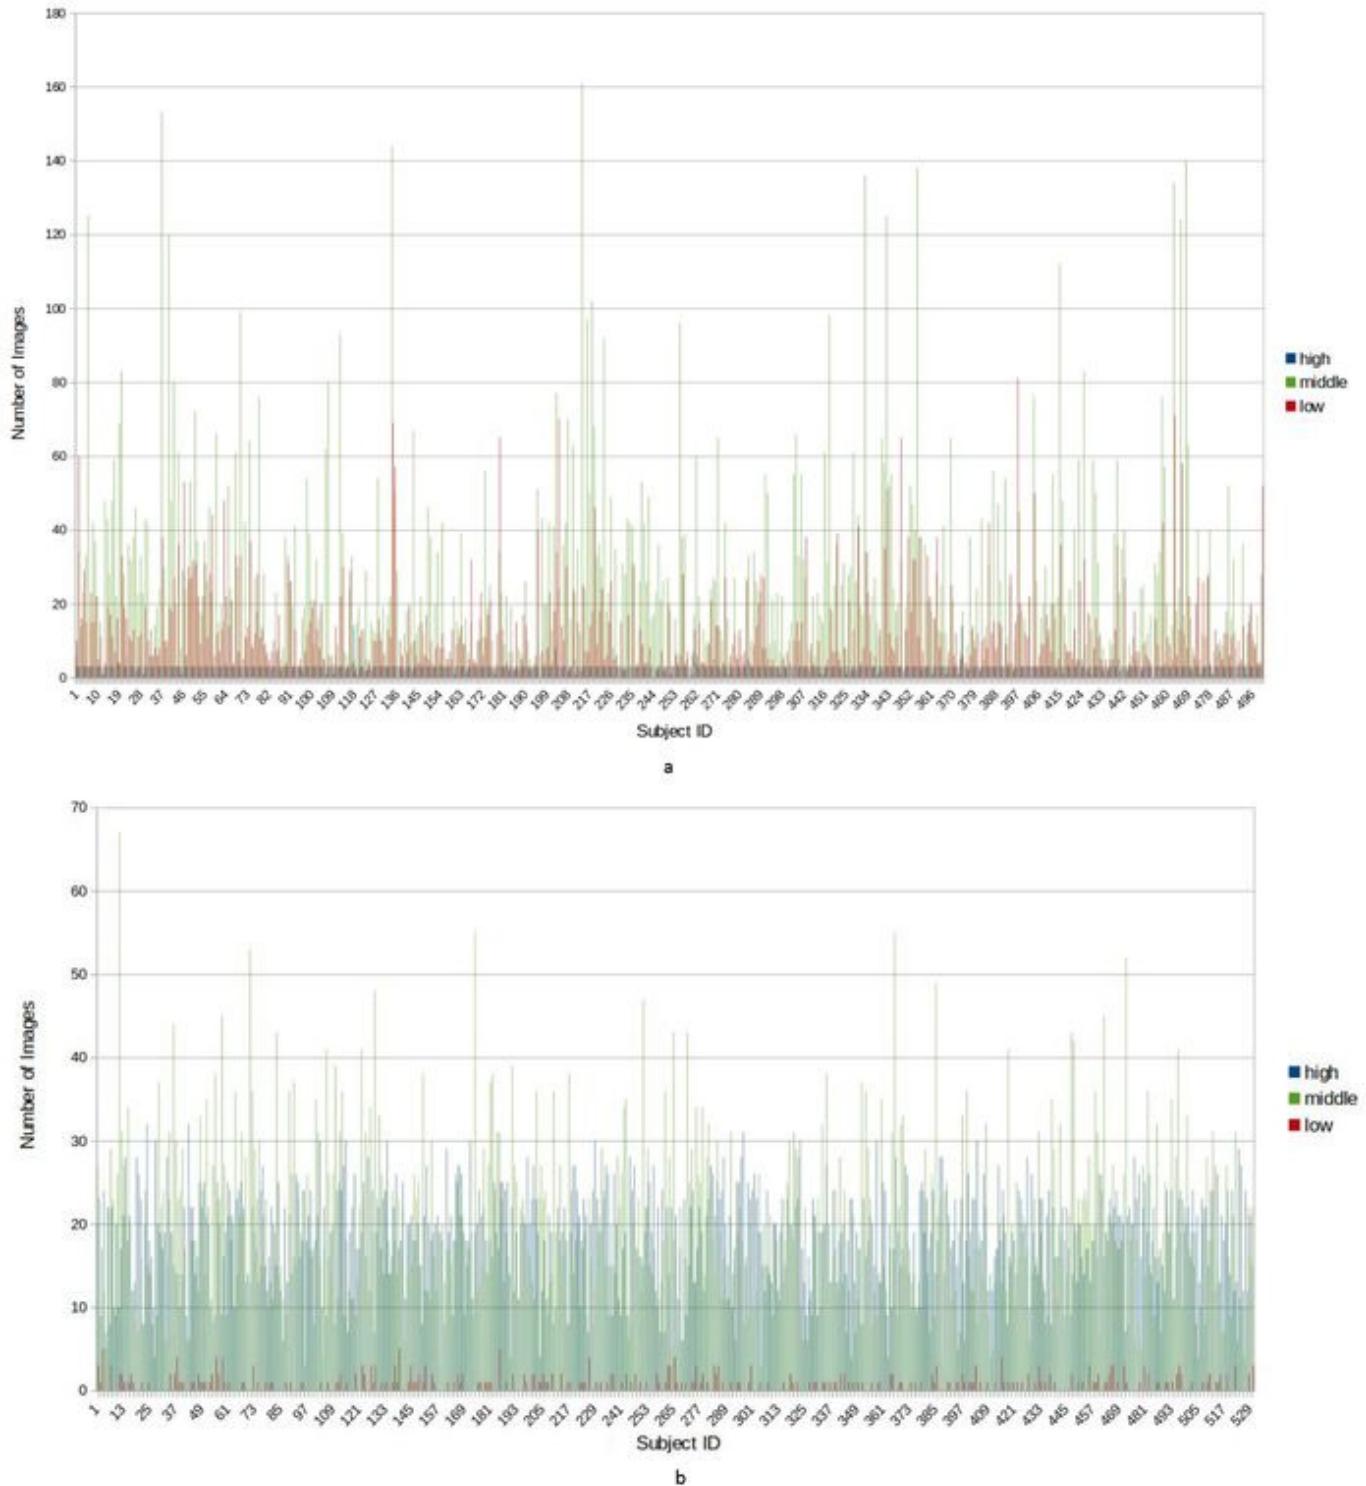 180
160
140
120
100
80
60
40
20
0
Number of Images
1 10 19 28 37 46 55 64 73 82 91 100 109 118 127 136 145 154 163 172 181 190 199 208 217 226 235 244 253 262 271 280 289 298 307 316 325 334 343 352 361 370 379 388 397 406 415 424 433 442 451 460 469 478 487 496
Subject ID
high
middle
low
a
70
60
50
40
30
20
10
0
Number of Images
1 13 25 37 49 61 73 85 97 109 121 133 145 157 169 181 193 205 217 229 241 253 265 277 289 301 313 325 337 349 361 373 385 397 409 421 433 445 457 469 481 493 505 517 529
Subject ID
high
middle
low
b